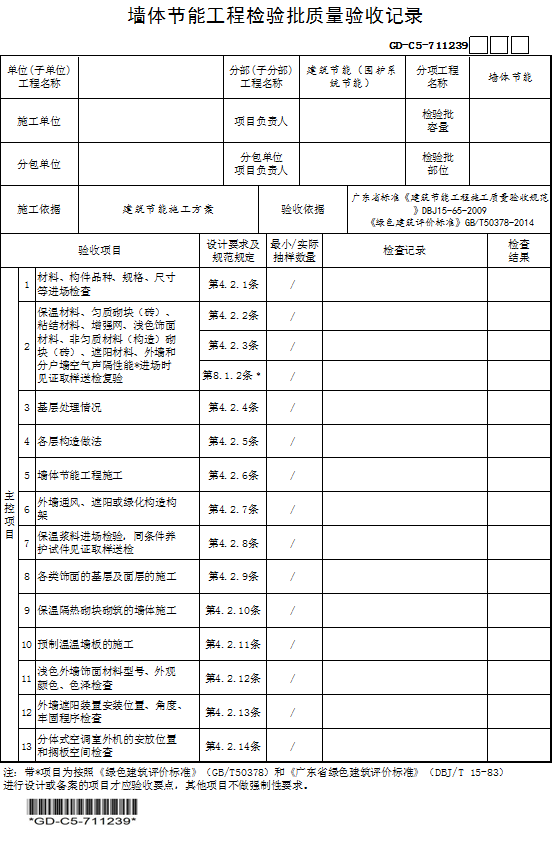 墙体节能工程检验批质量验收记录
GD-C5-711239
单位(子单位)
工程名称
分部(子分部)
工程名称
建筑节能（围护系
统节能）
分项工程
名称
墙体节能
施工单位
项目负责人
检验批
容量
分包单位
分包单位
项目负责人
检验批
部位
施工依据
建筑节能施工方案
验收依据
广东省标准《建筑节能工程施工质量验收规范
》DBJ15-65-2009
《绿色建筑评价标准》GB/T50378-2014
验收项目
设计要求及
规范规定
最小/实际
抽样数量
检查记录
检查
结果
主
控
项
目
1
材料、构件品种、规格、尺寸
等进场检查
第4.2.1条
/
2
保温材料、匀质砌块（砖）、
粘结材料、增强网、浅色饰面
材料、非匀质材料（构造）砌
块（砖）、遮阳材料、外墙和
分户墙空气声隔性能*进场时
见证取样送检复验
第4.2.2条
/
第4.2.3条
/
第8.1.2条*
/
3
基层处理情况
第4.2.4条
/
4
各层构造做法
第4.2.5条
/
5
墙体节能工程施工
第4.2.6条
/
6
外墙通风、遮阳或绿化构造构
架
第4.2.7条
/
7
保温浆料进场检验，同条件养
护试件见证取样送检
第4.2.8条
/
8
各类饰面的基层及面层的施工
第4.2.9条
/
9
保温隔热砌块砌筑的墙体施工
第4.2.10条
/
10
预制温温墙板的施工
第4.2.11条
/
11
浅色外墙饰面材料型号、外观
颜色、色泽检查
第4.2.12条
/
12
外墙遮阳装置安装位置、角度、
牢固程序检查
第4.2.13条
/
13
分体式空调室外机的安放位置
和搁板空间检查
第4.2.14条
/
注：带*项目为按照《绿色建筑评价标准》（GB/T50378）和《广东省绿色建筑评价标准》（DBJ/T 15-83）
进行设计或备案的项目才应验收要点，其他项目不做强制性要求。
*GD-C5-711239*